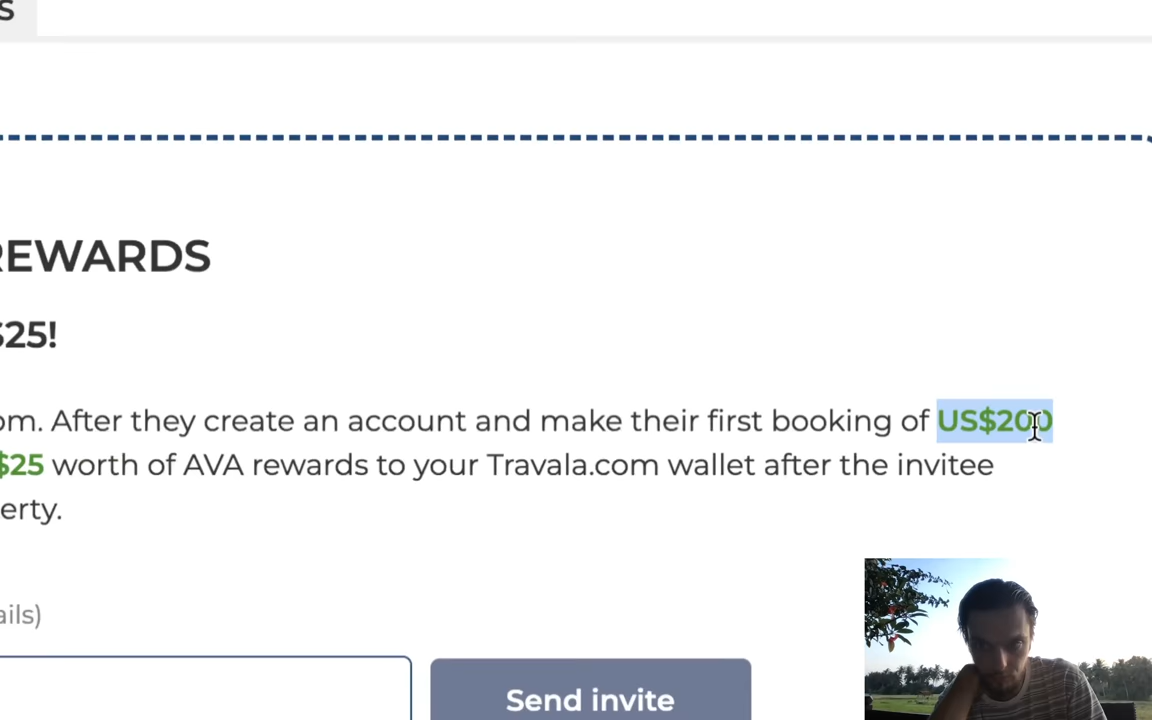 S
REWARDS
$25!
om. After they create an account and make their first booking of US$200
$25 worth of AVA rewards to your Travala.com wallet after the invitee
erty.
ails)
Send invite